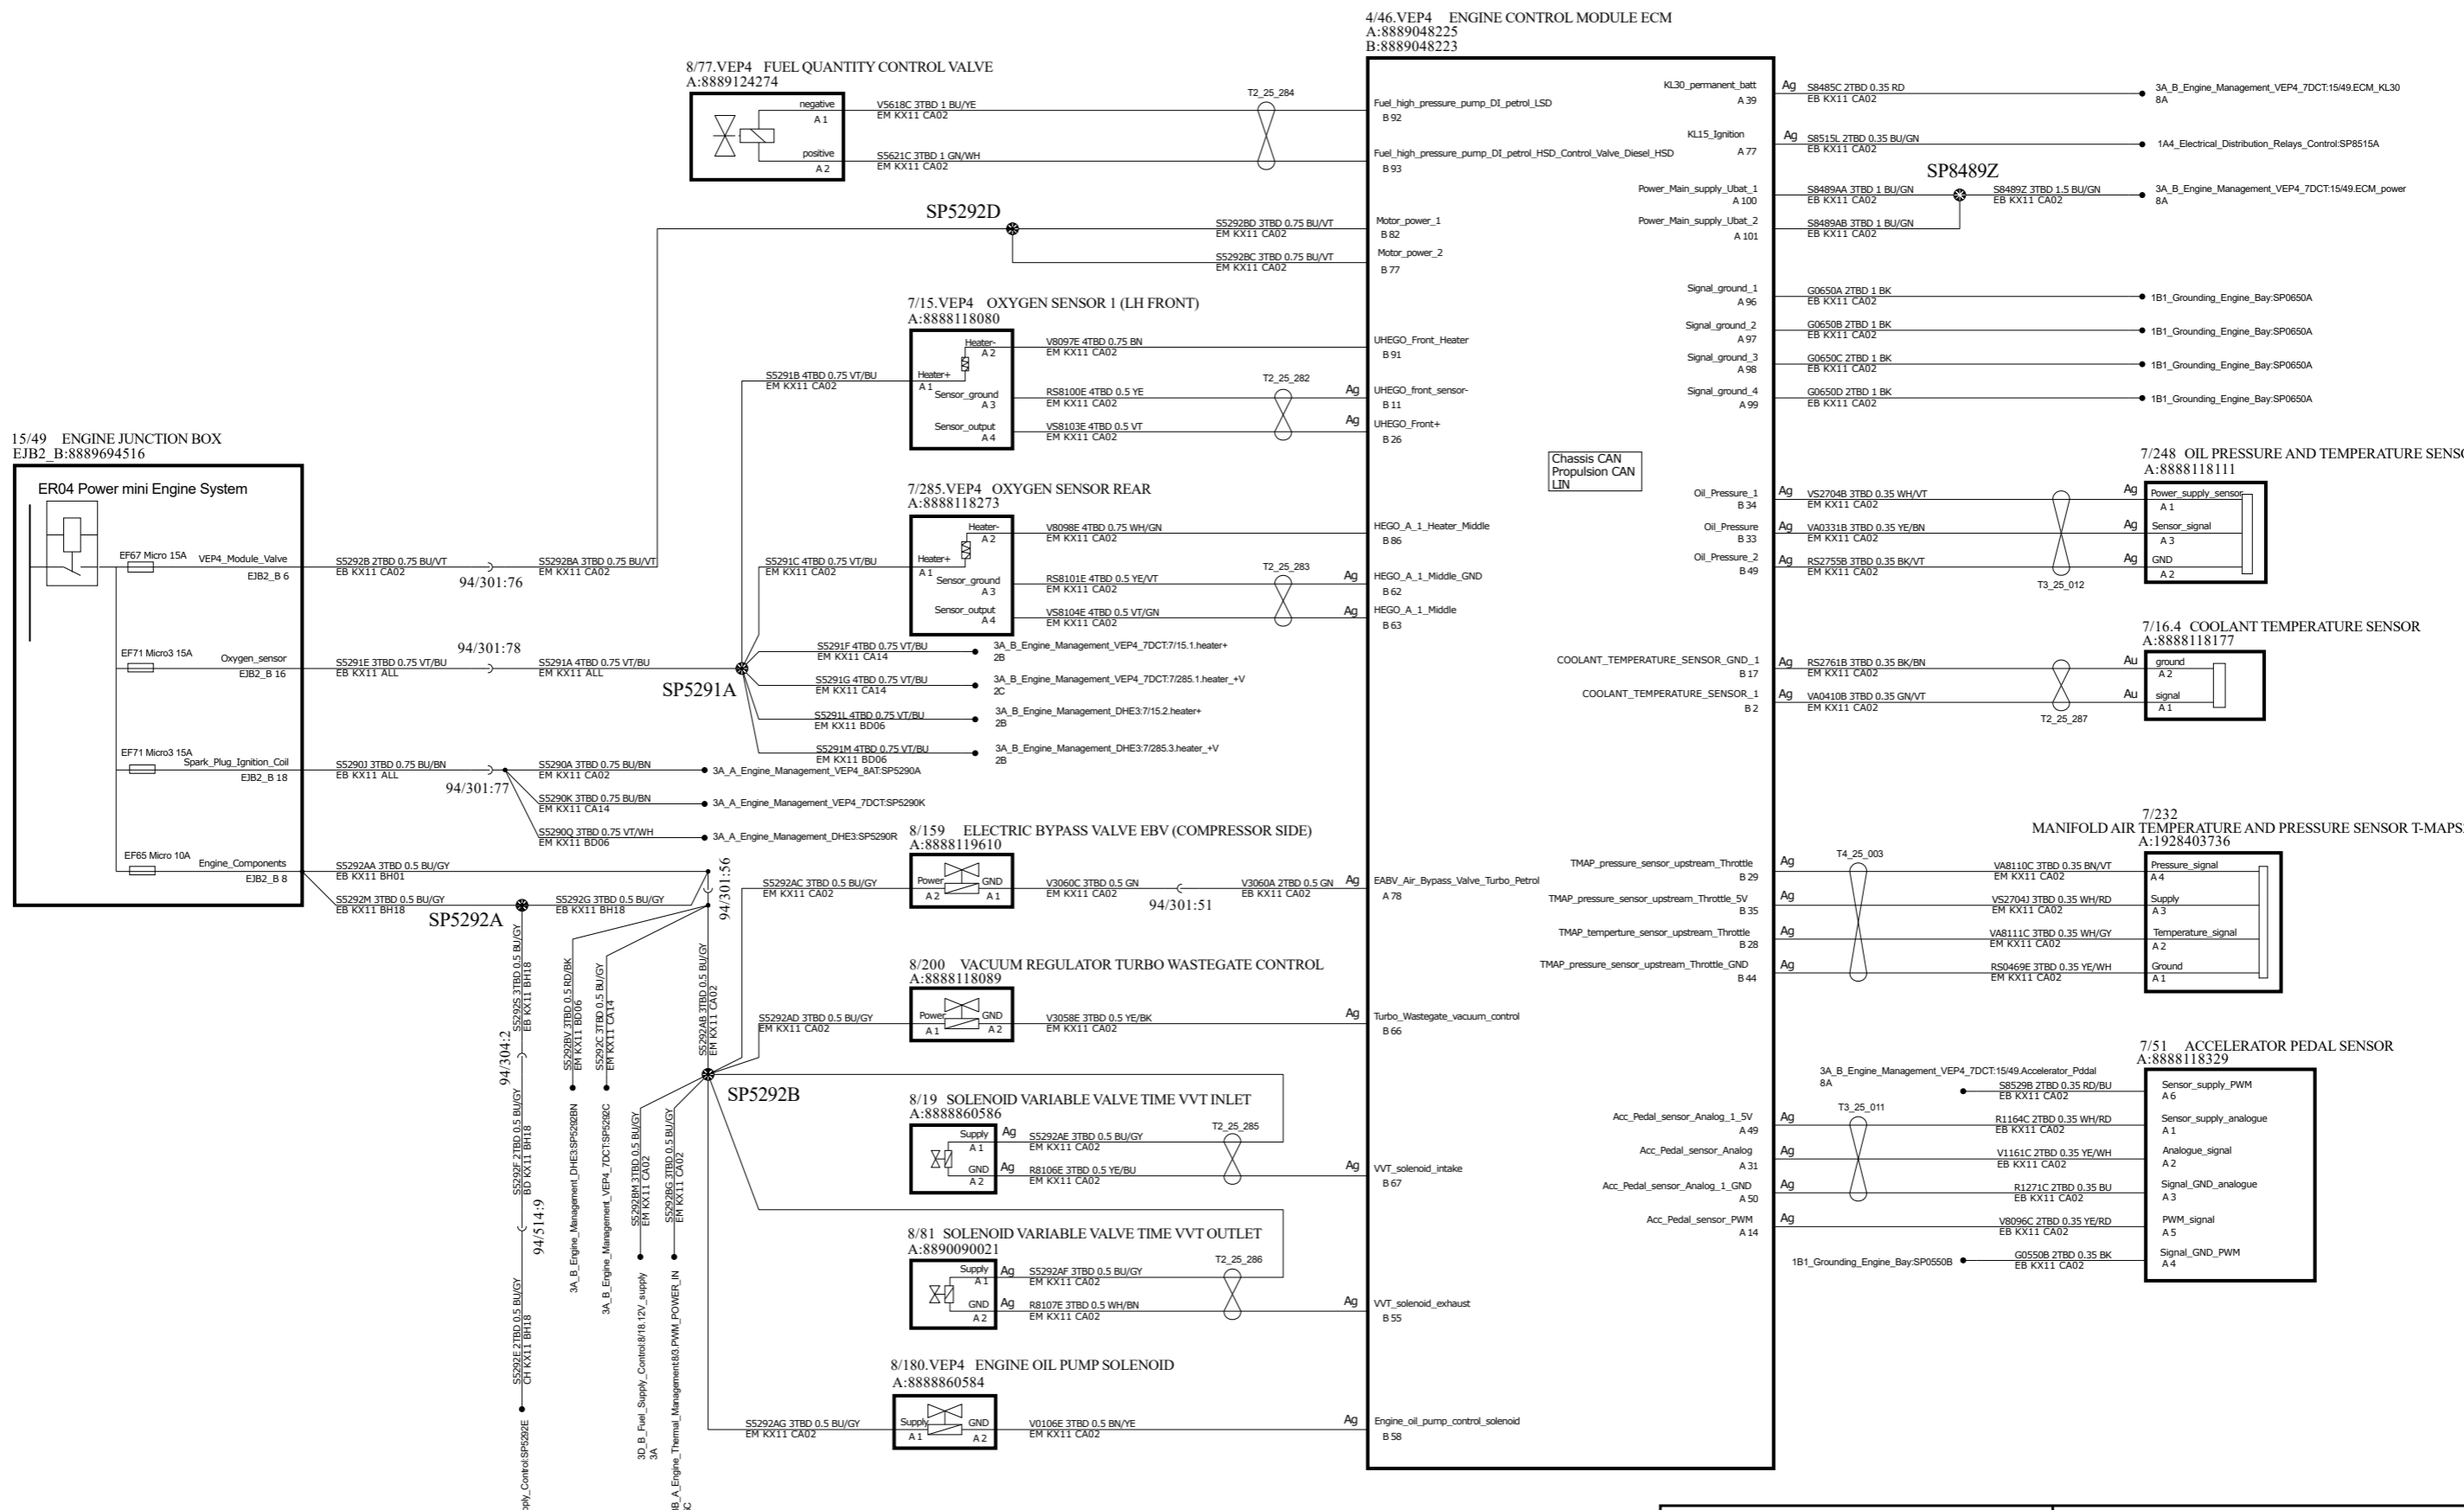 4/46.VEP4 ENGINE CONTROL MODULE ECM
A:8889048225
B:8889048223
8/77.VEP4 FUEL QUANTITY CONTROL VALVE
A:8889124274
negative
A 1
V5618C 3TBD 1 BU/YE
EM KX11 CA02
positive
A 2
S5621C 3TBD 1 GN/WH
EM KX11 CA02
T2_25_284
Fuel_high_pressure_pump_DI_petrol_LSD
B 92
Fuel_high_pressure_pump_DI_petrol_HSD_Control_Valve_Diesel_HSD
B 93
KL30_permanent_batt
A 39
Ag
S8485C 2TBD 0.35 RD
EB KX11 CA02
3A_B_Engine_Management_VEP4_7DCT:15/49.ECM_KL30
8A
KL15_Ignition
A 77
Ag
S8515L 2TBD 0.35 BU/GN
EB KX11 CA02
1A4_Electrical_Distribution_Relays_Control:SP8515A
SP8489Z
Power_Main_supply_Ubat_1
A 100
S8489AA 3TBD 1 BU/GN
EB KX11 CA02
S8489Z 3TBD 1.5 BU/GN
EB KX11 CA02
3A_B_Engine_Management_VEP4_7DCT:15/49.ECM_power
8A
Power_Main_supply_Ubat_2
A 101
S8489AB 3TBD 1 BU/GN
EB KX11 CA02
SP5292D
S5292BD 3TBD 0.75 BU/VT
EM KX11 CA02
Motor_power_1
B 82
S5292BC 3TBD 0.75 BU/VT
EM KX11 CA02
Motor_power_2
B 77
Signal_ground_1
A 96
G0650A 2TBD 1 BK
EB KX11 CA02
1B1_Grounding_Engine_Bay:SP0650A
Signal_ground_2
A 97
G0650B 2TBD 1 BK
EB KX11 CA02
1B1_Grounding_Engine_Bay:SP0650A
Signal_ground_3
A 98
G0650C 2TBD 1 BK
EB KX11 CA02
1B1_Grounding_Engine_Bay:SP0650A
Signal_ground_4
A 99
G0650D 2TBD 1 BK
EB KX11 CA02
1B1_Grounding_Engine_Bay:SP0650A
7/15.VEP4 OXYGEN SENSOR 1 (LH FRONT)
A:8888118080
Heater-
A 2
V8097E 4TBD 0.75 BN
EM KX11 CA02
UHEGO_Front_Heater
B 91
S5291B 4TBD 0.75 VT/BU
EM KX11 CA02
Heater+
A 1
Sensor_ground
A 3
RS8100E 4TBD 0.5 YE
EM KX11 CA02
T2_25_282
Ag
UHEGO_front_sensor-
B 11
Sensor_output
A 4
VS8103E 4TBD 0.5 VT
EM KX11 CA02
Ag
UHEGO_Front+
B 26
Chassis CAN
Propulsion CAN
LIN
15/49 ENGINE JUNCTION BOX
EJB2_B:8889694516
ER04 Power mini Engine System
EF67 Micro 15A
VEP4_Module_Valve
EJB2_B 6
S5292B 2TBD 0.75 BU/VT
EB KX11 CA02
94/301:76
S5292BA 3TBD 0.75 BU/VT
EM KX11 CA02
7/285.VEP4 OXYGEN SENSOR REAR
A:8888118273
Heater-
A 2
V8098E 4TBD 0.75 WH/GN
EM KX11 CA02
HEGO_A_1_Heater_Middle
B 86
S5291C 4TBD 0.75 VT/BU
EM KX11 CA02
Heater+
A 1
Sensor_ground
A 3
RS8101E 4TBD 0.5 YE/VT
EM KX11 CA02
T2_25_283
Ag
HEGO_A_1_Middle_GND
B 62
Sensor_output
A 4
VS8104E 4TBD 0.5 VT/GN
EM KX11 CA02
Ag
HEGO_A_1_Middle
B 63
7/248 OIL PRESSURE AND TEMPERATURE SENSO
A:8888118111
Oil_Pressure_1
B 34
Ag
VS2704B 3TBD 0.35 WH/VT
EM KX11 CA02
Ag
Power_supply_sensor
A 1
Oil_Pressure
B 33
Ag
VA0331B 3TBD 0.35 YE/BN
EM KX11 CA02
Ag
Sensor_signal
A 3
Oil_Pressure_2
B 49
Ag
RS2755B 3TBD 0.35 BK/VT
EM KX11 CA02
T3_25_012
Ag
GND
A 2
EF71 Micro3 15A
Oxygen_sensor
EJB2_B 16
S5291E 3TBD 0.75 VT/BU
EB KX11 ALL
94/301:78
S5291A 4TBD 0.75 VT/BU
EM KX11 ALL
SP5291A
S5291F 4TBD 0.75 VT/BU
EM KX11 CA14
3A_B_Engine_Management_VEP4_7DCT:7/15.1.heater+
2B
S5291G 4TBD 0.75 VT/BU
EM KX11 CA14
3A_B_Engine_Management_VEP4_7DCT:7/285.1.heater_+V
2C
S5291L 4TBD 0.75 VT/BU
EM KX11 BD06
3A_B_Engine_Management_DHE3:7/15.2.heater+
2B
S5291M 4TBD 0.75 VT/BU
EM KX11 BD06
3A_B_Engine_Management_DHE3:7/285.3.heater_+V
2B
7/16.4 COOLANT TEMPERATURE SENSOR
A:8888118177
COOLANT_TEMPERATURE_SENSOR_GND_1
B 17
Ag
RS2761B 3TBD 0.35 BK/BN
EM KX11 CA02
Au
ground
A 2
COOLANT_TEMPERATURE_SENSOR_1
B 2
Ag
VA0410B 3TBD 0.35 GN/VT
EM KX11 CA02
T2_25_287
Au
signal
A 1
EF71 Micro3 15A
Spark_Plug_Ignition_Coil
EJB2_B 18
S5290J 3TBD 0.75 BU/BN
EB KX11 ALL
94/301:77
S5290A 3TBD 0.75 BU/BN
EM KX11 CA02
3A_A_Engine_Management_VEP4_8AT:SP5290A
S5290K 3TBD 0.75 BU/BN
EM KX11 CA14
3A_A_Engine_Management_VEP4_7DCT:SP5290K
S5290Q 3TBD 0.75 VT/WH
EM KX11 BD06
3A_A_Engine_Management_DHE3:SP5290R
EF65 Micro 10A
Engine_Components
EJB2_B 8
S5292AA 3TBD 0.5 BU/GY
EB KX11 BH01
S5292M 3TBD 0.5 BU/GY
EB KX11 BH18
SP5292A
S5292G 3TBD 0.5 BU/GY
EB KX11 BH18
94/301:56
8/159 ELECTRIC BYPASS VALVE EBV (COMPRESSOR SIDE)
A:8888119610
S5292AC 3TBD 0.5 BU/GY
EM KX11 CA02
Power
A 2
GND
A 1
V3060C 3TBD 0.5 GN
EM KX11 CA02
94/301:51
V3060A 2TBD 0.5 GN
EB KX11 CA02
Ag
EABV_Air_Bypass_Valve_Turbo_Petrol
A 78
7/232
MANIFOLD AIR TEMPERATURE AND PRESSURE SENSOR T-MAPS
A:1928403736
TMAP_pressure_sensor_upstream_Throttle
B 29
Ag
T4_25_003
VA8110C 3TBD 0.35 BN/VT
EM KX11 CA02
Pressure_signal
A 4
TMAP_pressure_sensor_upstream_Throttle_5V
B 35
Ag
VS2704J 3TBD 0.35 WH/RD
EM KX11 CA02
Supply
A 3
TMAP_temperture_sensor_upstream_Throttle
B 28
Ag
VA8111C 3TBD 0.35 WH/GY
EM KX11 CA02
Temperature_signal
A 2
TMAP_pressure_sensor_upstream_Throttle_GND
B 44
Ag
RS0469E 3TBD 0.35 YE/WH
EM KX11 CA02
Ground
A 1
8/200 VACUUM REGULATOR TURBO WASTEGATE CONTROL
A:8888118089
S5292AD 3TBD 0.5 BU/GY
EM KX11 CA02
Power
A 1
GND
A 2
V3058E 3TBD 0.5 YE/BK
EM KX11 CA02
Ag
Turbo_Wastegate_vacuum_control
B 66
S5292S 3TBD 0.5 BU/GY
EB KX11 BH18
94/304:2
S5292F 2TBD 0.5 BU/GY
BD KX11 BH18
94/514:9
S5292E 2TBD 0.5 BU/GY
CH KX11 BH18
pply_Control:SP5292E
S5292BV 3TBD 0.5 RD/BK
EM KX11 BD06
3A_B_Engine_Management_DHE3:SP5292BN
S5292C 3TBD 0.5 BU/GY
EM KX11 CA14
3A_B_Engine_Management_VEP4_7DCT:SP5292C
S5292AB 3TBD 0.5 BU/GY
EM KX11 CA02
SP5292B
S5292BM 3TBD 0.5 BU/GY
EM KX11 CA02
3D_B_Fuel_Supply_Control:8/18.12V_supply
3A
S5292BG 3TBD 0.5 BU/GY
EM KX11 CA02
3B_A_Engine_Thermal_Management:8/3.PWM_POWER_IN
8/19 SOLENOID VARIABLE VALVE TIME VVT INLET
A:8888860586
Supply
A 1
Ag
S5292AE 3TBD 0.5 BU/GY
EM KX11 CA02
T2_25_285
GND
A 2
Ag
R8106E 3TBD 0.5 YE/BU
EM KX11 CA02
Ag
VVT_solenoid_intake
B 67
8/81 SOLENOID VARIABLE VALVE TIME VVT OUTLET
A:8890090021
Supply
A 1
Ag
S5292AF 3TBD 0.5 BU/GY
EM KX11 CA02
T2_25_286
GND
A 2
Ag
R8107E 3TBD 0.5 WH/BN
EM KX11 CA02
Ag
VVT_solenoid_exhaust
B 55
7/51 ACCELERATOR PEDAL SENSOR
A:8888118329
3A_B_Engine_Management_VEP4_7DCT:15/49.Accelerator_Pddal
8A
S8529B 2TBD 0.35 RD/BU
EB KX11 CA02
Sensor_supply_PWM
A 6
Acc_Pedal_sensor_Analog_1_5V
A 49
Ag
T3_25_011
R1164C 2TBD 0.35 WH/RD
EB KX11 CA02
Sensor_supply_analogue
A 1
Acc_Pedal_sensor_Analog
A 31
Ag
V1161C 2TBD 0.35 YE/WH
EB KX11 CA02
Analogue_signal
A 2
Acc_Pedal_sensor_Analog_1_GND
A 50
Ag
R1271C 2TBD 0.35 BU
EB KX11 CA02
Signal_GND_analogue
A 3
Acc_Pedal_sensor_PWM
A 14
Ag
V8096C 2TBD 0.35 YE/RD
EB KX11 CA02
PWM_signal
A 5
1B1_Grounding_Engine_Bay:SP0550B
G0550B 2TBD 0.35 BK
EB KX11 CA02
Signal_GND_PWM
A 4
8/180.VEP4 ENGINE OIL PUMP SOLENOID
A:8888860584
S5292AG 3TBD 0.5 BU/GY
EM KX11 CA02
Supply
A 1
GND
A 2
V0106E 3TBD 0.5 BN/YE
EM KX11 CA02
Ag
Engine_oil_pump_control_solenoid
B 58